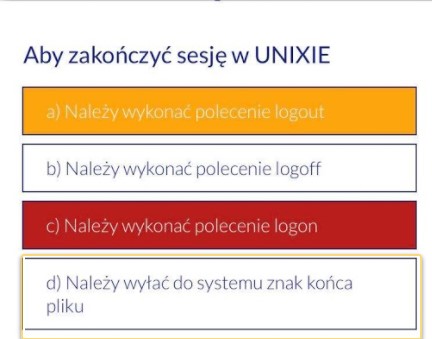 Aby zakończyć sesję w UNIXIE
a) Należy wykonać polecenie logout
b) Należy wykonać polecenie logoff
c) Należy wykonać polecenie logon
d) Należy wyłać do systemu znak końca
pliku